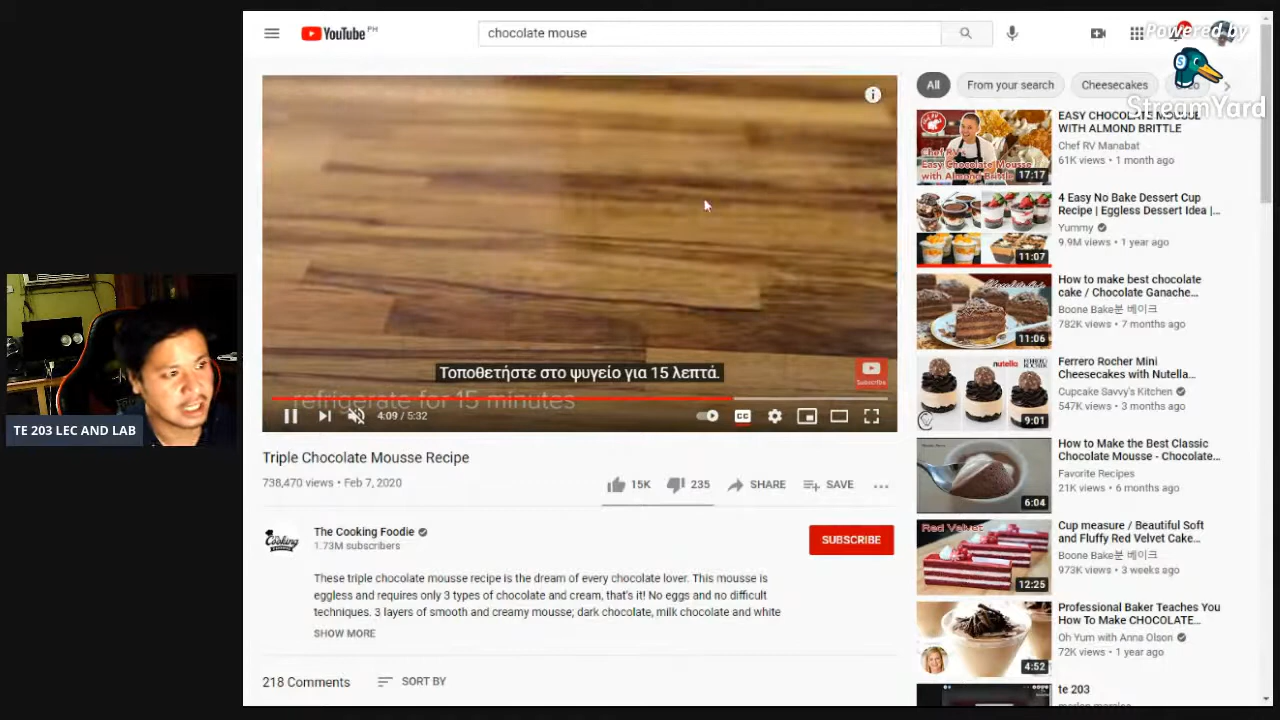 YouTube PH
chocolate mouse
Powered by
StreamYard
Τοποθετήστε στο ψυγείο για 15 λεπτά.
refrigerate for 15 minutes
Subscribe
4:09 / 5:32
TE 203 LEC AND LAB
Triple Chocolate Mousse Recipe
738,470 views • Feb 7, 2020
15K
235
SHARE
SAVE
The Cooking Foodie
1.73M subscribers
SUBSCRIBE
These triple chocolate mousse recipe is the dream of every chocolate lover. This mousse is
eggless and requires only 3 types of chocolate and cream, that's it! No eggs and no difficult
techniques. 3 layers of smooth and creamy mousse; dark chocolate, milk chocolate and white
SHOW MORE
218 Comments
SORT BY
All
From your search
Cheesecakes
Chef RV's
Easy Chocolate Mousse
with Almond Brittle
17:17
EASY CHOCOLATE MOUSSE
WITH ALMOND BRITTLE
Chef RV Manabat
61K views • 1 month ago
11:07
4 Easy No Bake Dessert Cup
Recipe | Eggless Dessert Idea |...
Yummy
9.9M views • 1 year ago
11:06
How to make best chocolate
cake / Chocolate Ganache...
Boone Bake분 베이크
782K views • 7 months ago
nutella
9:01
Ferrero Rocher Mini
Cheesecakes with Nutella...
Cupcake Savvy's Kitchen
547K views • 3 months ago
6:04
How to Make the Best Classic
Chocolate Mousse - Chocolate...
Favorite Recipes
21K views • 6 months ago
Red Velvet
12:25
Cup measure / Beautiful Soft
and Fluffy Red Velvet Cake...
Boone Bake분 베이크
973K views • 3 weeks ago
4:52
Professional Baker Teaches You
How To Make CHOCOLATE...
Oh Yum with Anna Olson
72K views • 1 year ago
te 203